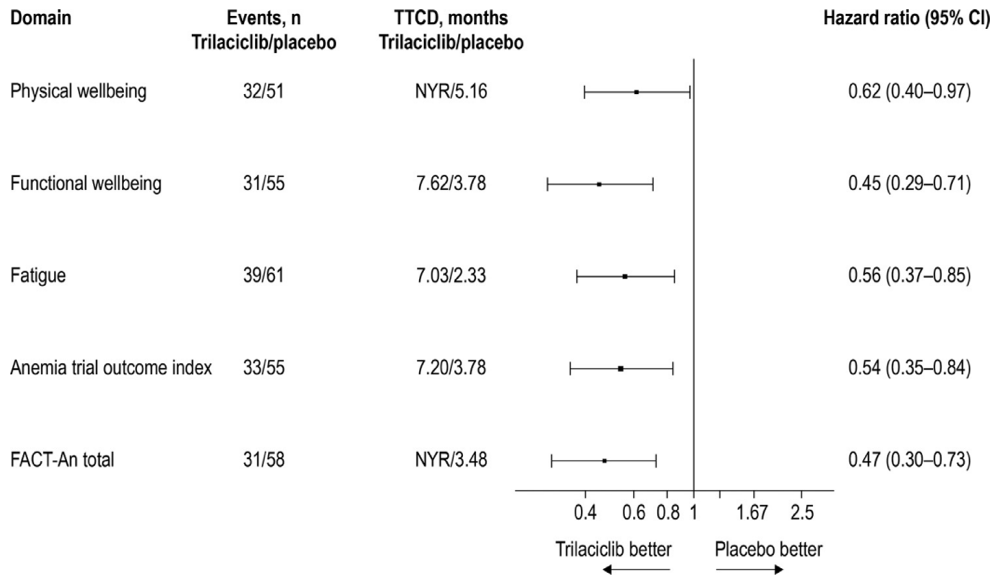 Domain Events, n TTCD, months Hazard ratio (95% CI)
Trilaciclib/placebo Trilaciclib/placebo
Physical wellbeing 32/51 NYR/5.16 0.62 (0.40–0.97)
Functional wellbeing 31/55 7.62/3.78 0.45 (0.29–0.71)
Fatigue 39/61 7.03/2.33 0.56 (0.37–0.85)
Anemia trial outcome index 33/55 7.20/3.78 0.54 (0.35–0.84)
FACT-An total 31/58 NYR/3.48 0.47 (0.30–0.73)
0.4 0.6 0.8 1 1.67 2.5
Trilaciclib better Placebo better